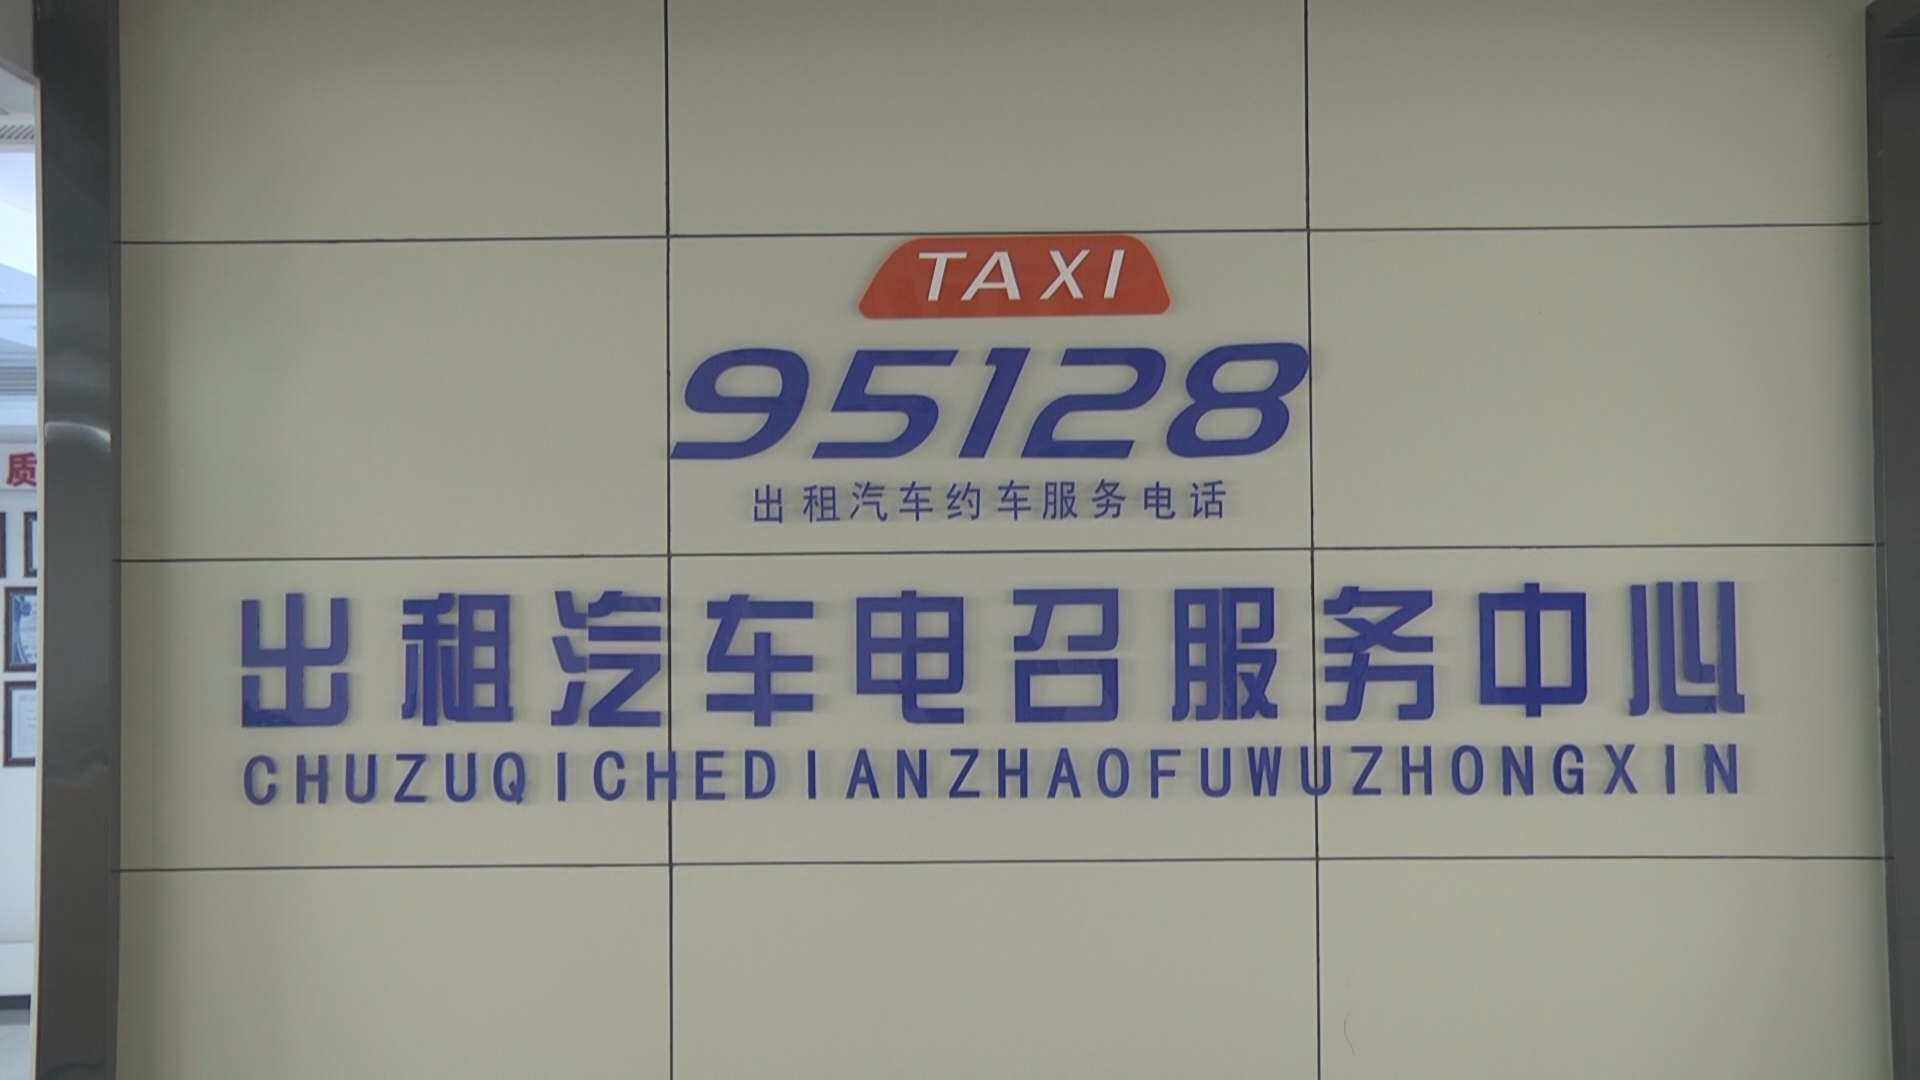 TAXI
95128
出租汽车约车服务电话
出租汽车电召服务中心
CHUZUQICHEDIANZHAOFUWUZHONGXIN
质